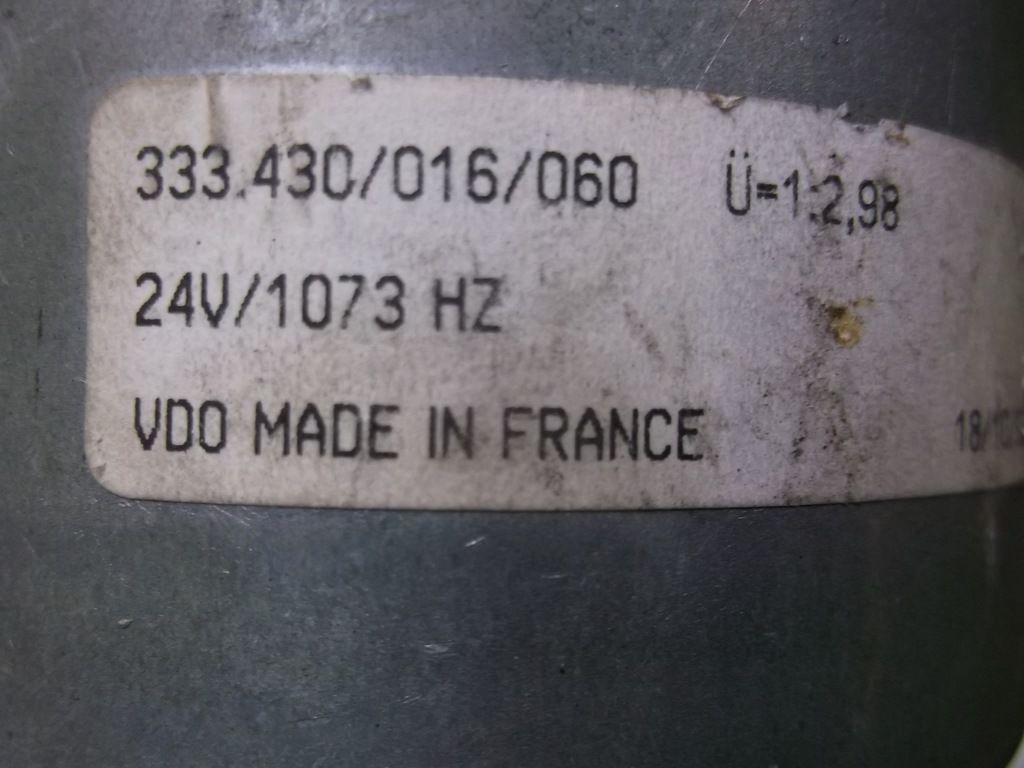 333.430/016/060 Ü=1:2,98
24V/1073 HZ
VDO MADE IN FRANCE